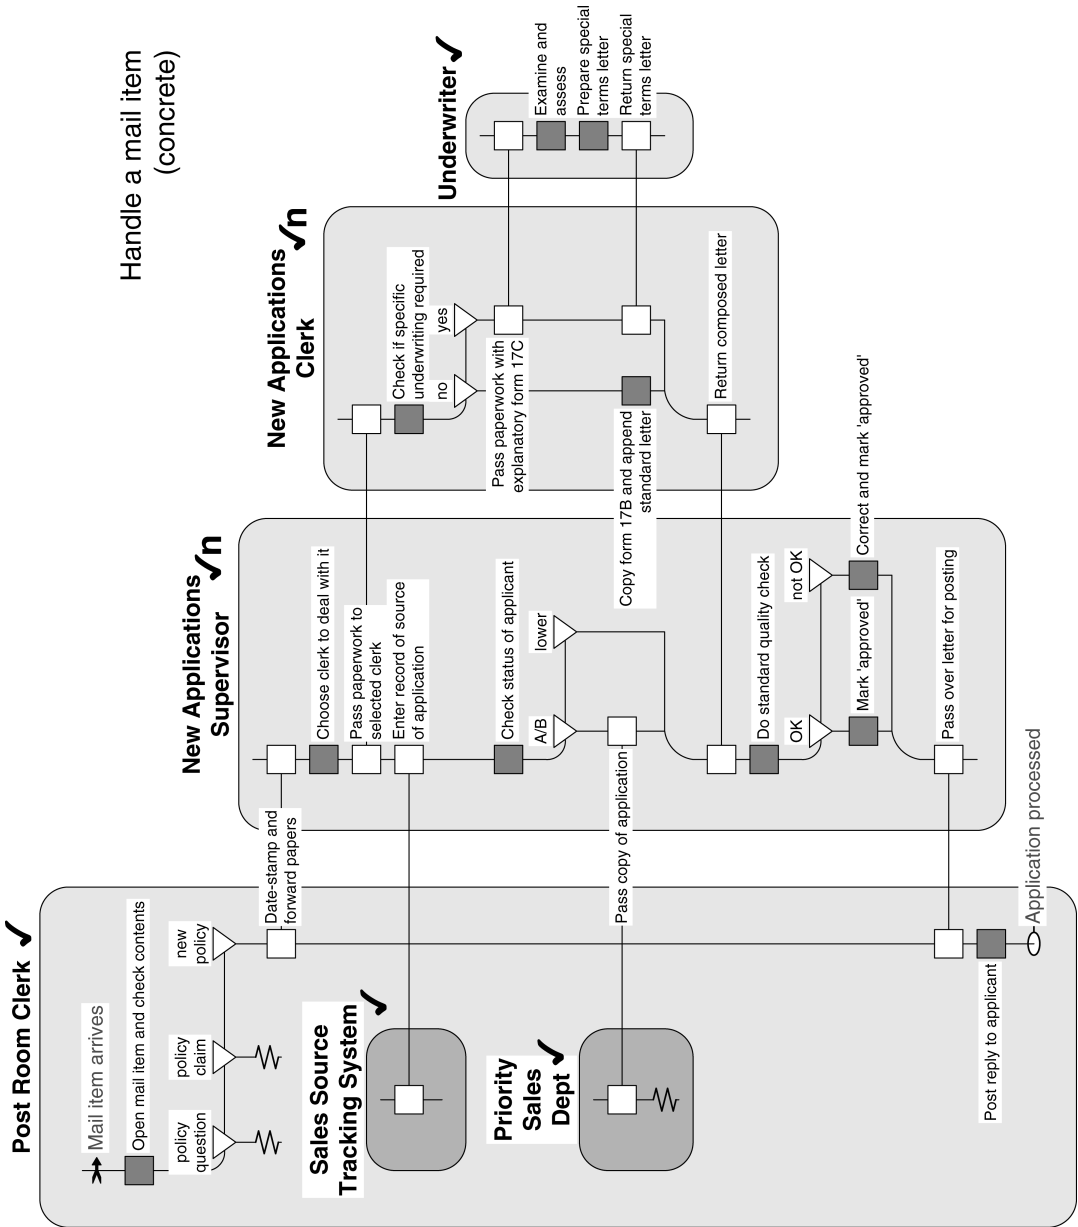 Handle a mail item
(concrete)
Post Room Clerk
Mail item arrives
Open mail item and check contents
policy
question
policy
claim
new
policy
Date-stamp and
forward papers
Sales Source
Tracking System
Priority
Sales
Dept
Pass copy of application
Post reply to applicant
Application processed
New Applications
Supervisor
n
Choose clerk to deal with it
Pass paperwork to
selected clerk
Enter record of source
of application
Check status of applicant
A/B
lower
Do standard quality check
OK
not OK
Mark 'approved'
Correct and mark 'approved'
Pass over letter for posting
New Applications
Clerk
n
Check if specific
underwriting required
no
yes
Pass paperwork with
explanatory form 17C
Copy form 17B and append
standard letter
Return composed letter
Underwriter
Examine and
assess
Prepare special
terms letter
Return special
terms letter